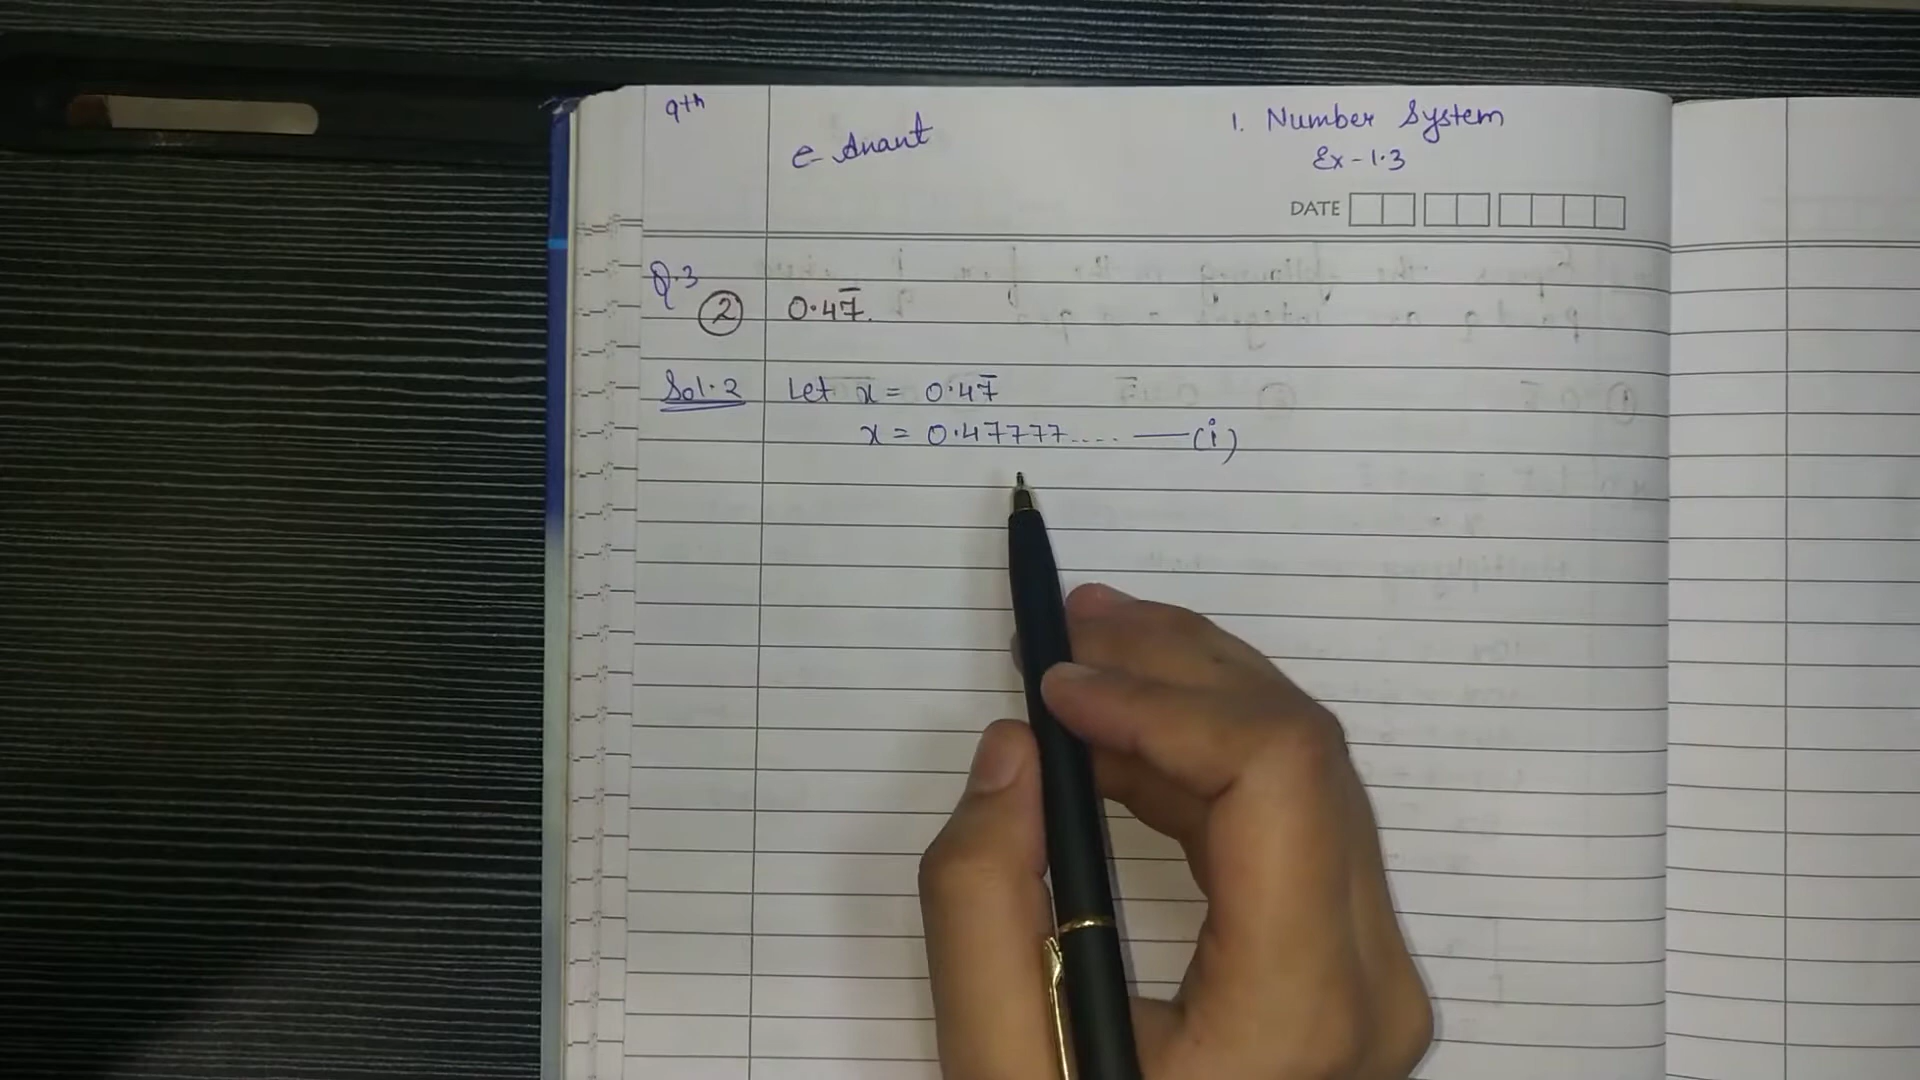 9th
e-Anant
1. Number System
Ex-1.3
DATE
Q.3
② 0.47̅.
Sol.2 Let x = 0.47̅
x = 0.47777.... —(i)